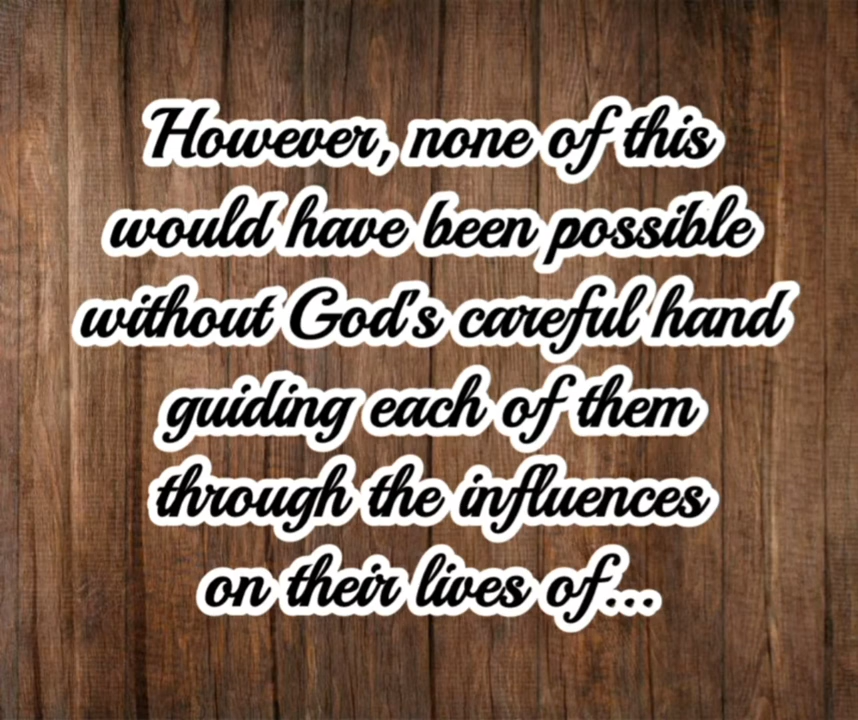 However, none of this
would have been possible
without God's careful hand
guiding each of them
through the influences
on their lives of...